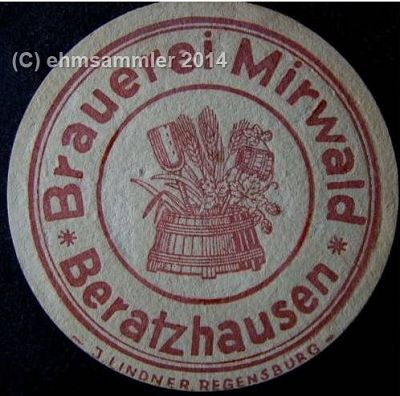 (C) ehmsammler 2014
Brauerei Mirwald
* Beratzhausen *
- J. LINDNER, REGENSBURG -